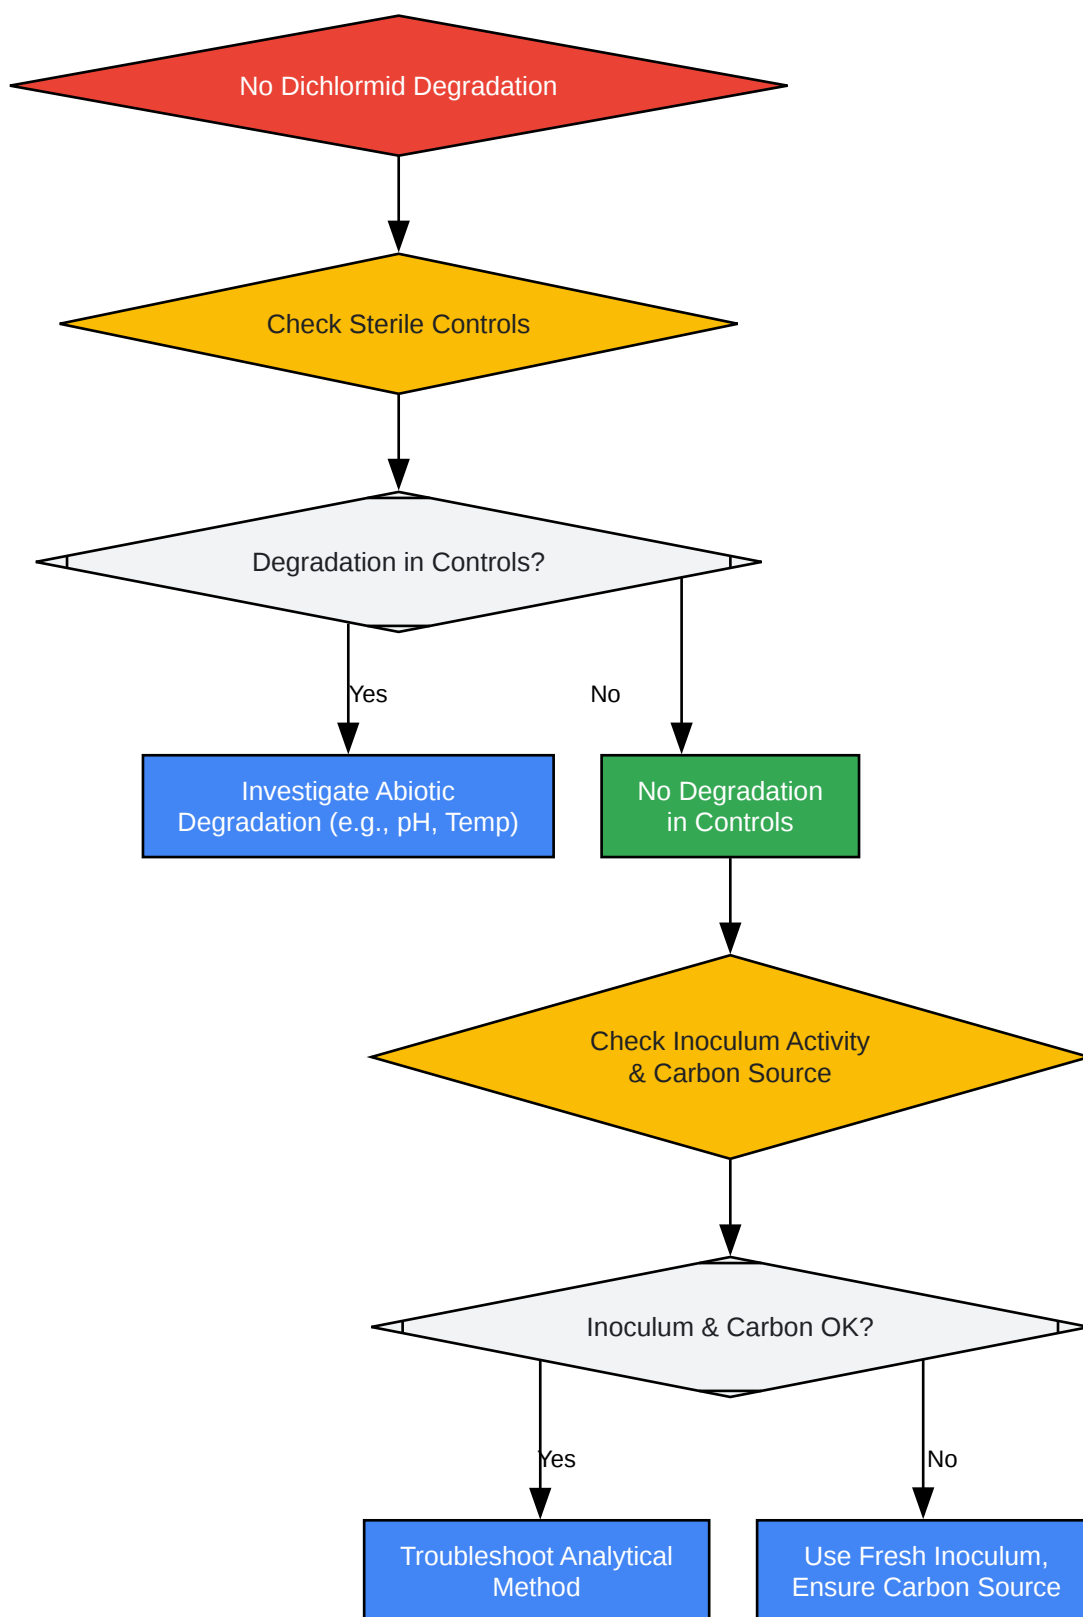 No Dichlormid Degradation
Check Sterile Controls
Degradation in Controls?
Yes
No
Investigate Abiotic
Degradation (e.g., pH, Temp)
No Degradation
in Controls
Check Inoculum Activity
& Carbon Source
Inoculum & Carbon OK?
Yes
No
Troubleshoot Analytical
Method
Use Fresh Inoculum,
Ensure Carbon Source